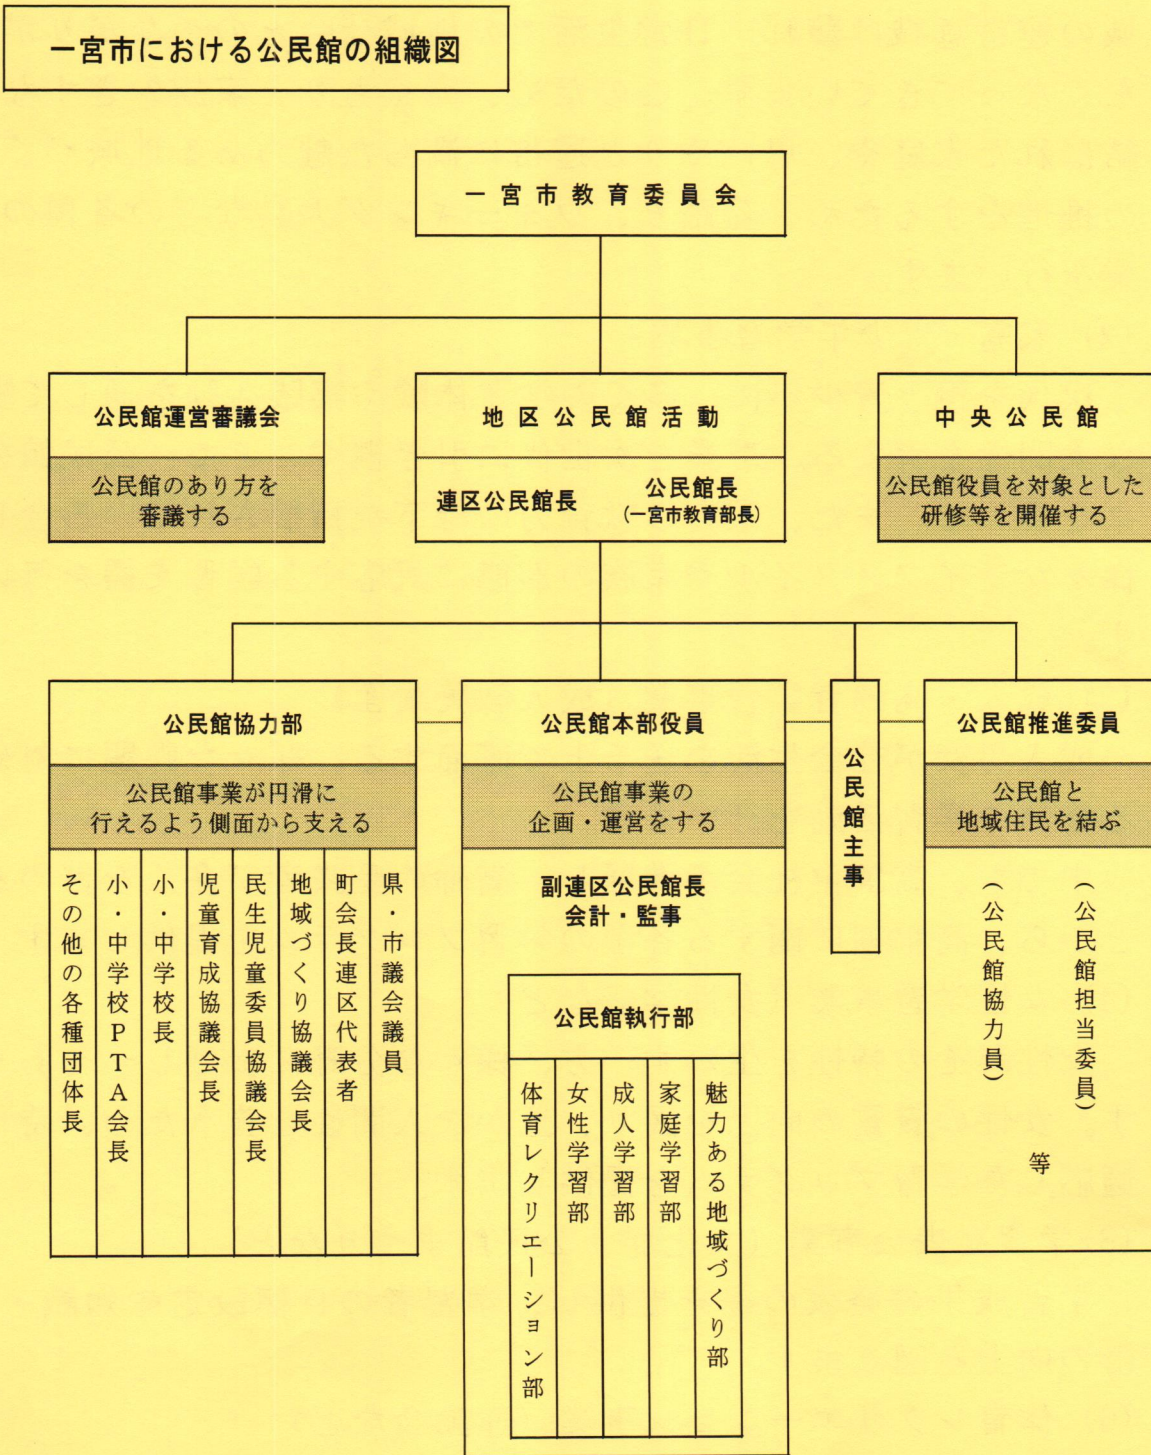 一宮市における公民館の組織図
一宮市教育委員会
公民館運営審議会
公民館のあり方を
審議する
地区公民館活動
連区公民館長
公民館長
(一宮市教育部長)
中央公民館
公民館役員を対象とした
研修等を開催する
公民館協力部
公民館事業が円滑に
行えるよう側面から支える
県・市議会議員
町会長連区代表者
地域づくり協議会長
民生児童委員協議会長
児童育成協議会長
小・中学校長
小・中学校PTA会長
その他の各種団体長
公民館本部役員
公民館事業の
企画・運営をする
副連区公民館長
会計・監事
公民館執行部
魅力ある地域づくり部
家庭学習部
成人学習部
女性学習部
体育レクリエーション部
公民館主事
公民館推進委員
公民館と
地域住民を結ぶ
(公民館担当委員)
(公民館協力員)
等